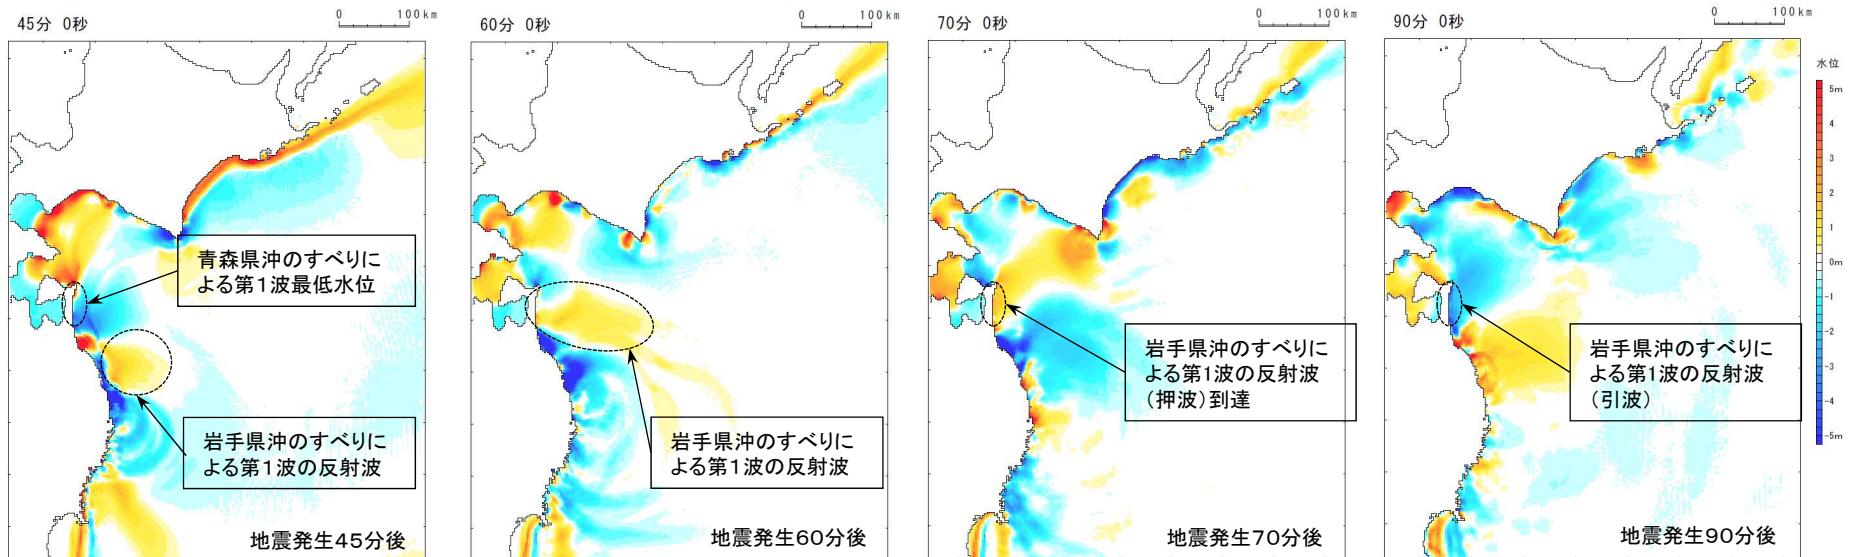 45分 0秒
0 100km
青森県沖のすべりに
よる第1波最低水位
岩手県沖のすべりに
よる第1波の反射波
地震発生45分後
60分 0秒
0 100km
岩手県沖のすべりに
よる第1波の反射波
地震発生60分後
70分 0秒
0 100km
岩手県沖のすべりに
よる第1波の反射波
(押波)到達
地震発生70分後
90分 0秒
0 100km
岩手県沖のすべりに
よる第1波の反射波
(引波)
地震発生90分後
水位
5m
4
3
2
1
0m
-1
-2
-3
-4
-5m